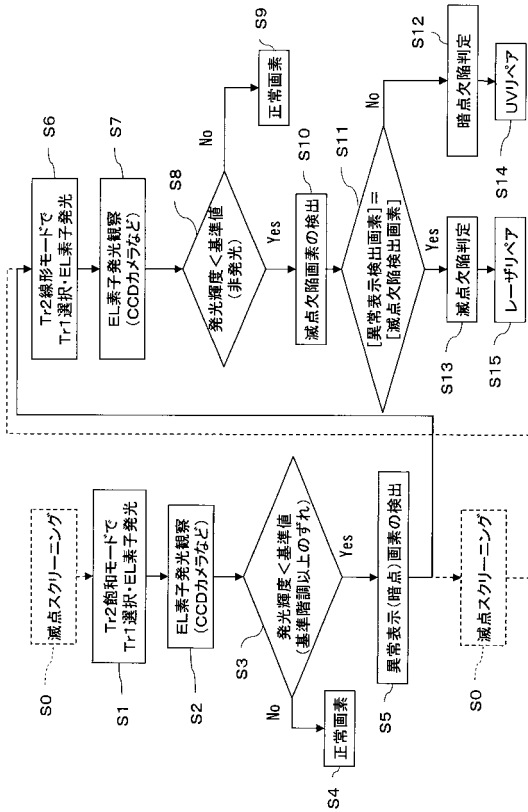 S0
滅点スクリーニング
S1
Tr2飽和モードで
Tr1選択・EL素子発光
S2
EL素子発光観察
(CCDカメラなど)
S3
発光輝度<基準値
(基準階調以上のずれ)
No
Yes
S4
正常画素
S5
異常表示(暗点)画素の検出
S0
滅点スクリーニング
S6
Tr2線形モードで
Tr1選択・EL素子発光
S7
EL素子発光観察
(CCDカメラなど)
S8
発光輝度<基準値
(非発光)
No
Yes
S9
正常画素
S10
滅点欠陥画素の検出
S11
[異常表示検出画素]=
[滅点欠陥検出画素]
No
Yes
S12
暗点欠陥判定
S13
滅点欠陥判定
S14
UVリペア
S15
レーザリペア